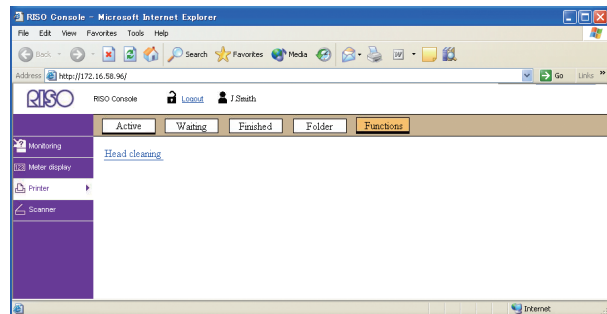 RISO Console - Microsoft Internet Explorer
File Edit View Favorites Tools Help
Back Search Favorites Media
Address http://172.16.58.96/ Go Links »
RISO RISO Console Logout J Smith
Active Waiting Finished Folder Functions
Monitoring
Head cleaning
123 Meter display
Printer
Scanner
Internet